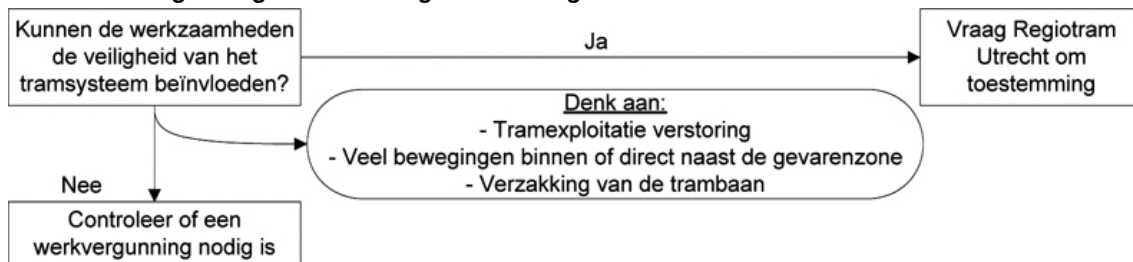 Kunnen de werkzaamheden
de veiligheid van het
tramsysteem beïnvloeden?
Ja
Vraag Regiotram
Utrecht om
toestemming
Denk aan:
- Tramexploitatie verstoring
- Veel bewegingen binnen of direct naast de gevarenzone
- Verzakking van de trambaan
Nee
Controleer of een
werkvergunning nodig is